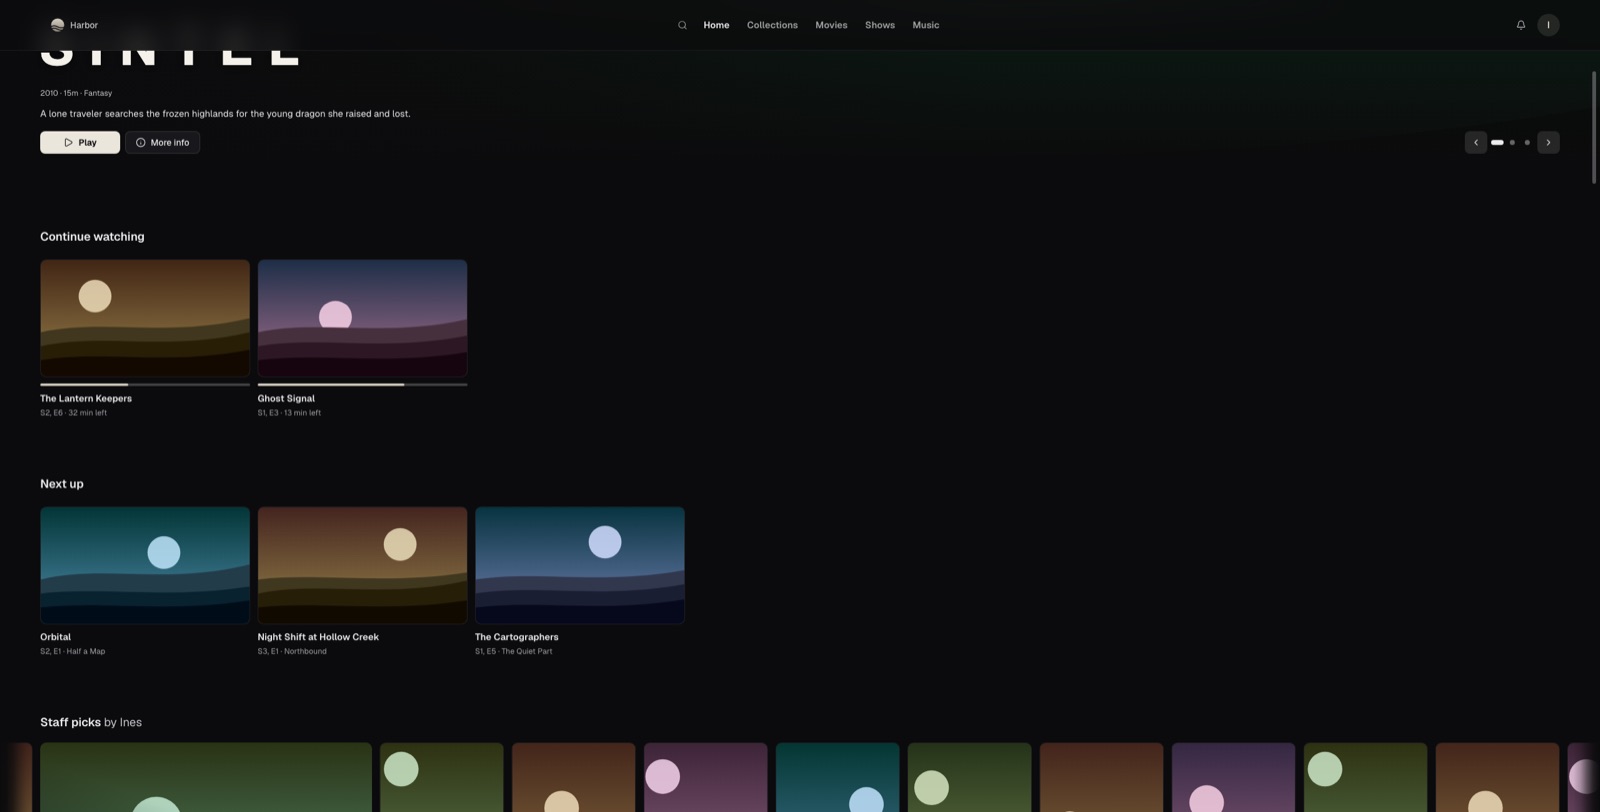 Harbor
Home
Collections
Movies
Shows
Music
I
SINTEL
2010 · 15m · Fantasy
A lone traveler searches the frozen highlands for the young dragon she raised and lost.
Play
More info
Continue watching
The Lantern Keepers
S2, E6 · 32 min left
Ghost Signal
S1, E3 · 13 min left
Next up
Orbital
S2, E1 · Half a Map
Night Shift at Hollow Creek
S3, E1 · Northbound
The Cartographers
S1, E5 · The Quiet Part
Staff picks by Ines